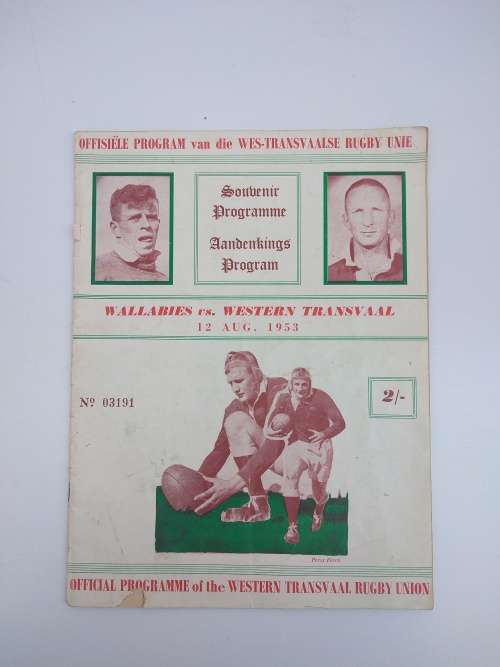 OFFISIËLE PROGRAM van die WES-TRANSVAALSE RUGBY UNIE
Souvenir
Programme
Aandenkings
Program
WALLABIES vs. WESTERN TRANSVAAL
12 AUG. 1953
Nº 03191
2/-
OFFICIAL PROGRAMME of the WESTERN TRANSVAAL RUGBY UNION